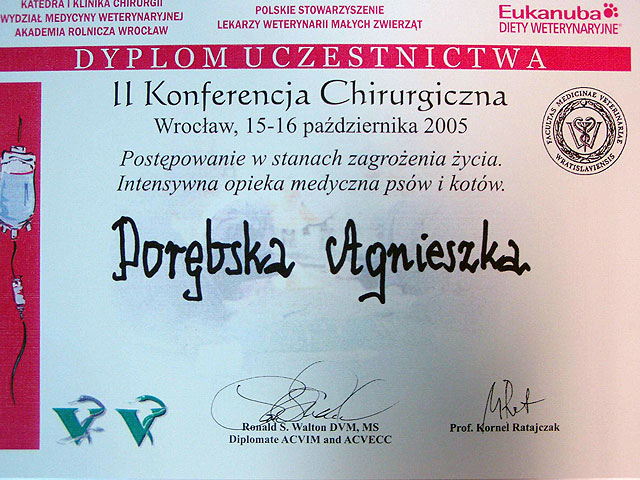 KATEDRA I KLINIKA CHIRURGII
WYDZIAŁ MEDYCYNY WETERYNARYJNEJ
AKADEMIA ROLNICZA WROCŁAW
POLSKIE STOWARZYSZENIE
LEKARZY WETERYNARII MAŁYCH ZWIERZĄT
Eukanuba
DIETY WETERYNARYJNE
DYPLOM UCZESTNICTWA
II Konferencja Chirurgiczna
Wrocław, 15-16 października 2005
FACULTAS MEDICINAE VETERINARIAE
WRATISLAVIENSIS
Postępowanie w stanach zagrożenia życia.
Intensywna opieka medyczna psów i kotów.
Porębska Agnieszka
Ronald S. Walton DVM, MS
Diplomate ACVIM and ACVECC
Prof. Kornel Ratajczak